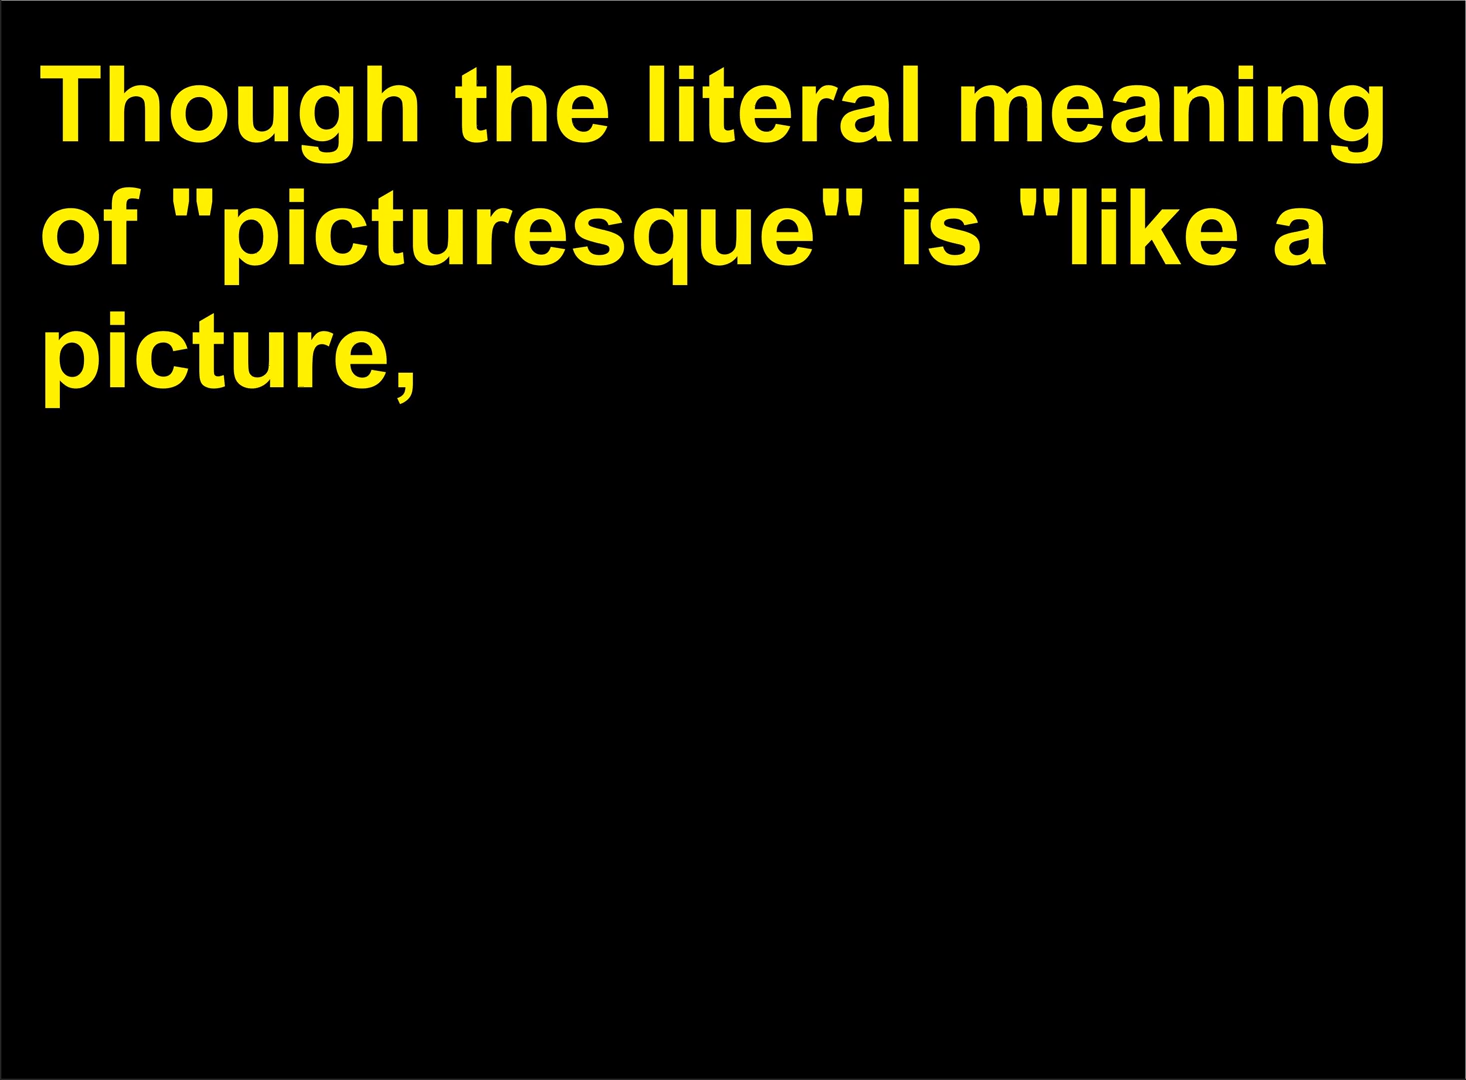 Though the literal meaning
of "picturesque" is "like a
picture,